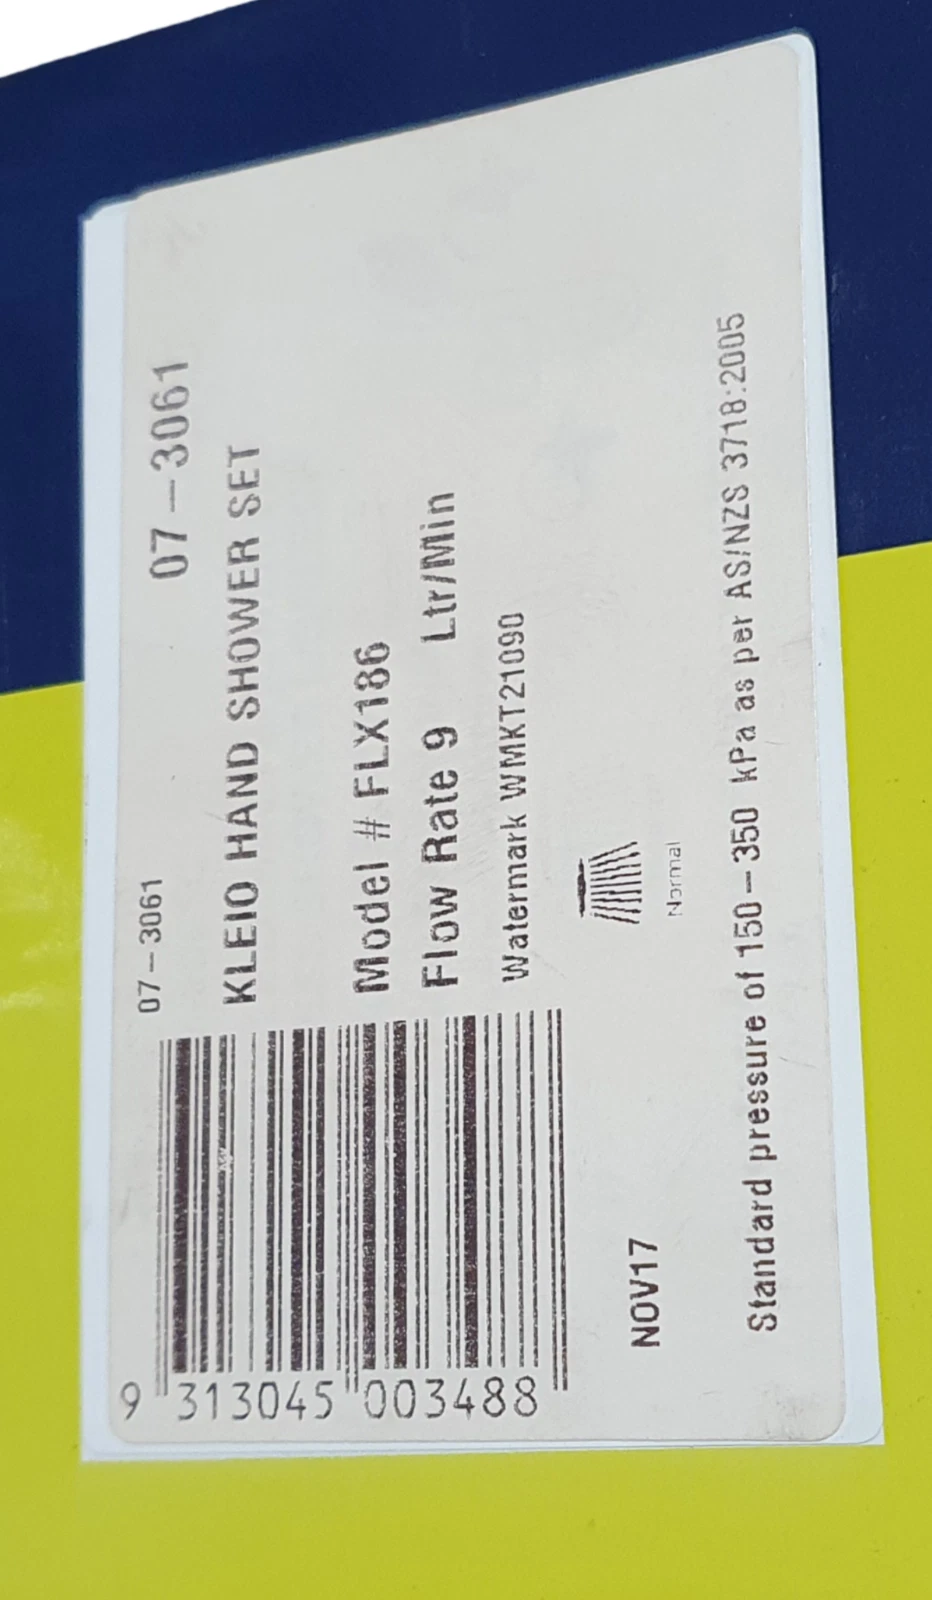 07-3061
07-3061
KLEIO HAND SHOWER SET
Model # FLX186
Flow Rate 9 Ltr/Min
Watermark WMKT21090
Normal
9 313045 003488
NOV17
Standard pressure of 150-350 kPa as per AS/NZS 3718:2005